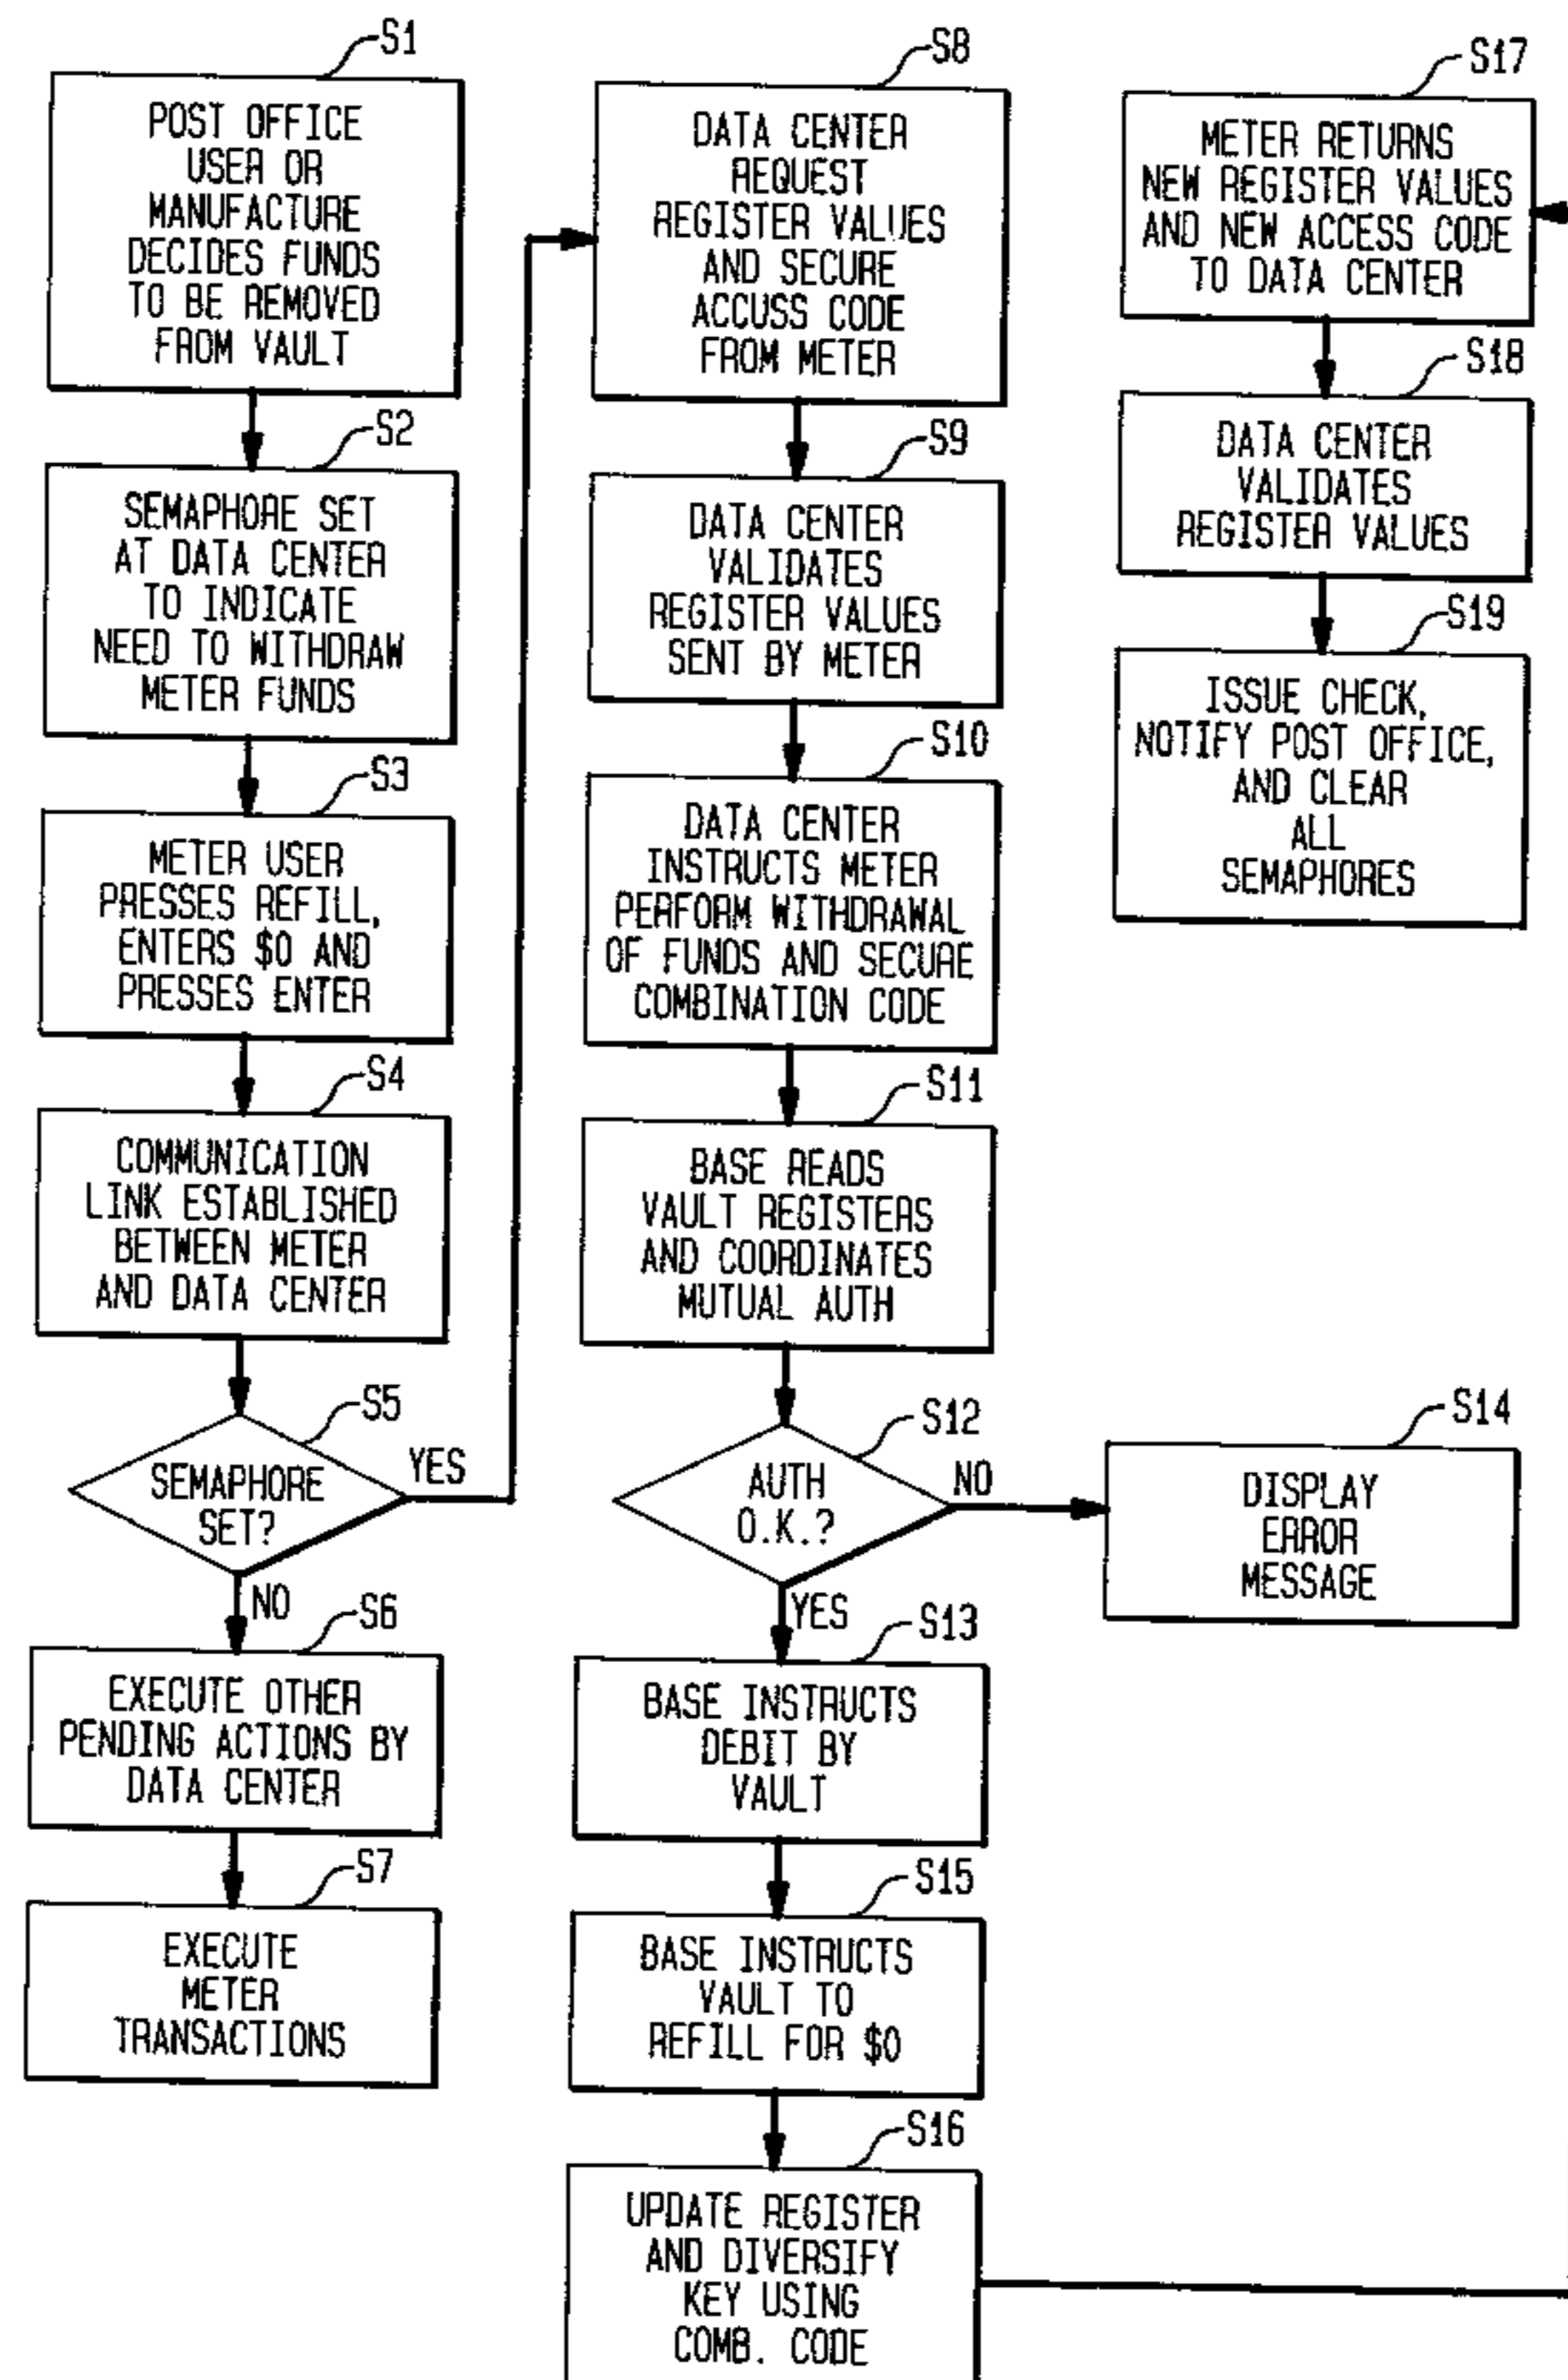 S1
POST OFFICE
USER OR
MANUFACTURE
DECIDES FUNDS
TO BE REMOVED
FROM VAULT
S2
SEMAPHORE SET
AT DATA CENTER
TO INDICATE
NEED TO WITHDRAW
METER FUNDS
S3
METER USER
PRESSES REFILL,
ENTERS $0 AND
PRESSES ENTER
S4
COMMUNICATION
LINK ESTABLISHED
BETWEEN METER
AND DATA CENTER
S5
SEMAPHORE
SET?
YES
NO
S6
EXECUTE OTHER
PENDING ACTIONS BY
DATA CENTER
S7
EXECUTE
METER
TRANSACTIONS
S8
DATA CENTER
REQUEST
REGISTER VALUES
AND SECURE
ACCUSS CODE
FROM METER
S9
DATA CENTER
VALIDATES
REGISTER VALUES
SENT BY METER
S10
DATA CENTER
INSTRUCTS METER
PERFORM WITHDRAWAL
OF FUNDS AND SECURE
COMBINATION CODE
S11
BASE READS
VAULT REGISTERS
AND COORDINATES
MUTUAL AUTH
S12
AUTH
O.K.?
NO
YES
S13
BASE INSTRUCTS
DEBIT BY
VAULT
S14
DISPLAY
ERROR
MESSAGE
S15
BASE INSTRUCTS
VAULT TO
REFILL FOR $0
S16
UPDATE REGISTER
AND DIVERSIFY
KEY USING
COMB. CODE
S17
METER RETURNS
NEW REGISTER VALUES
AND NEW ACCESS CODE
TO DATA CENTER
S18
DATA CENTER
VALIDATES
REGISTER VALUES
S19
ISSUE CHECK,
NOTIFY POST OFFICE,
AND CLEAR
ALL
SEMAPHORES